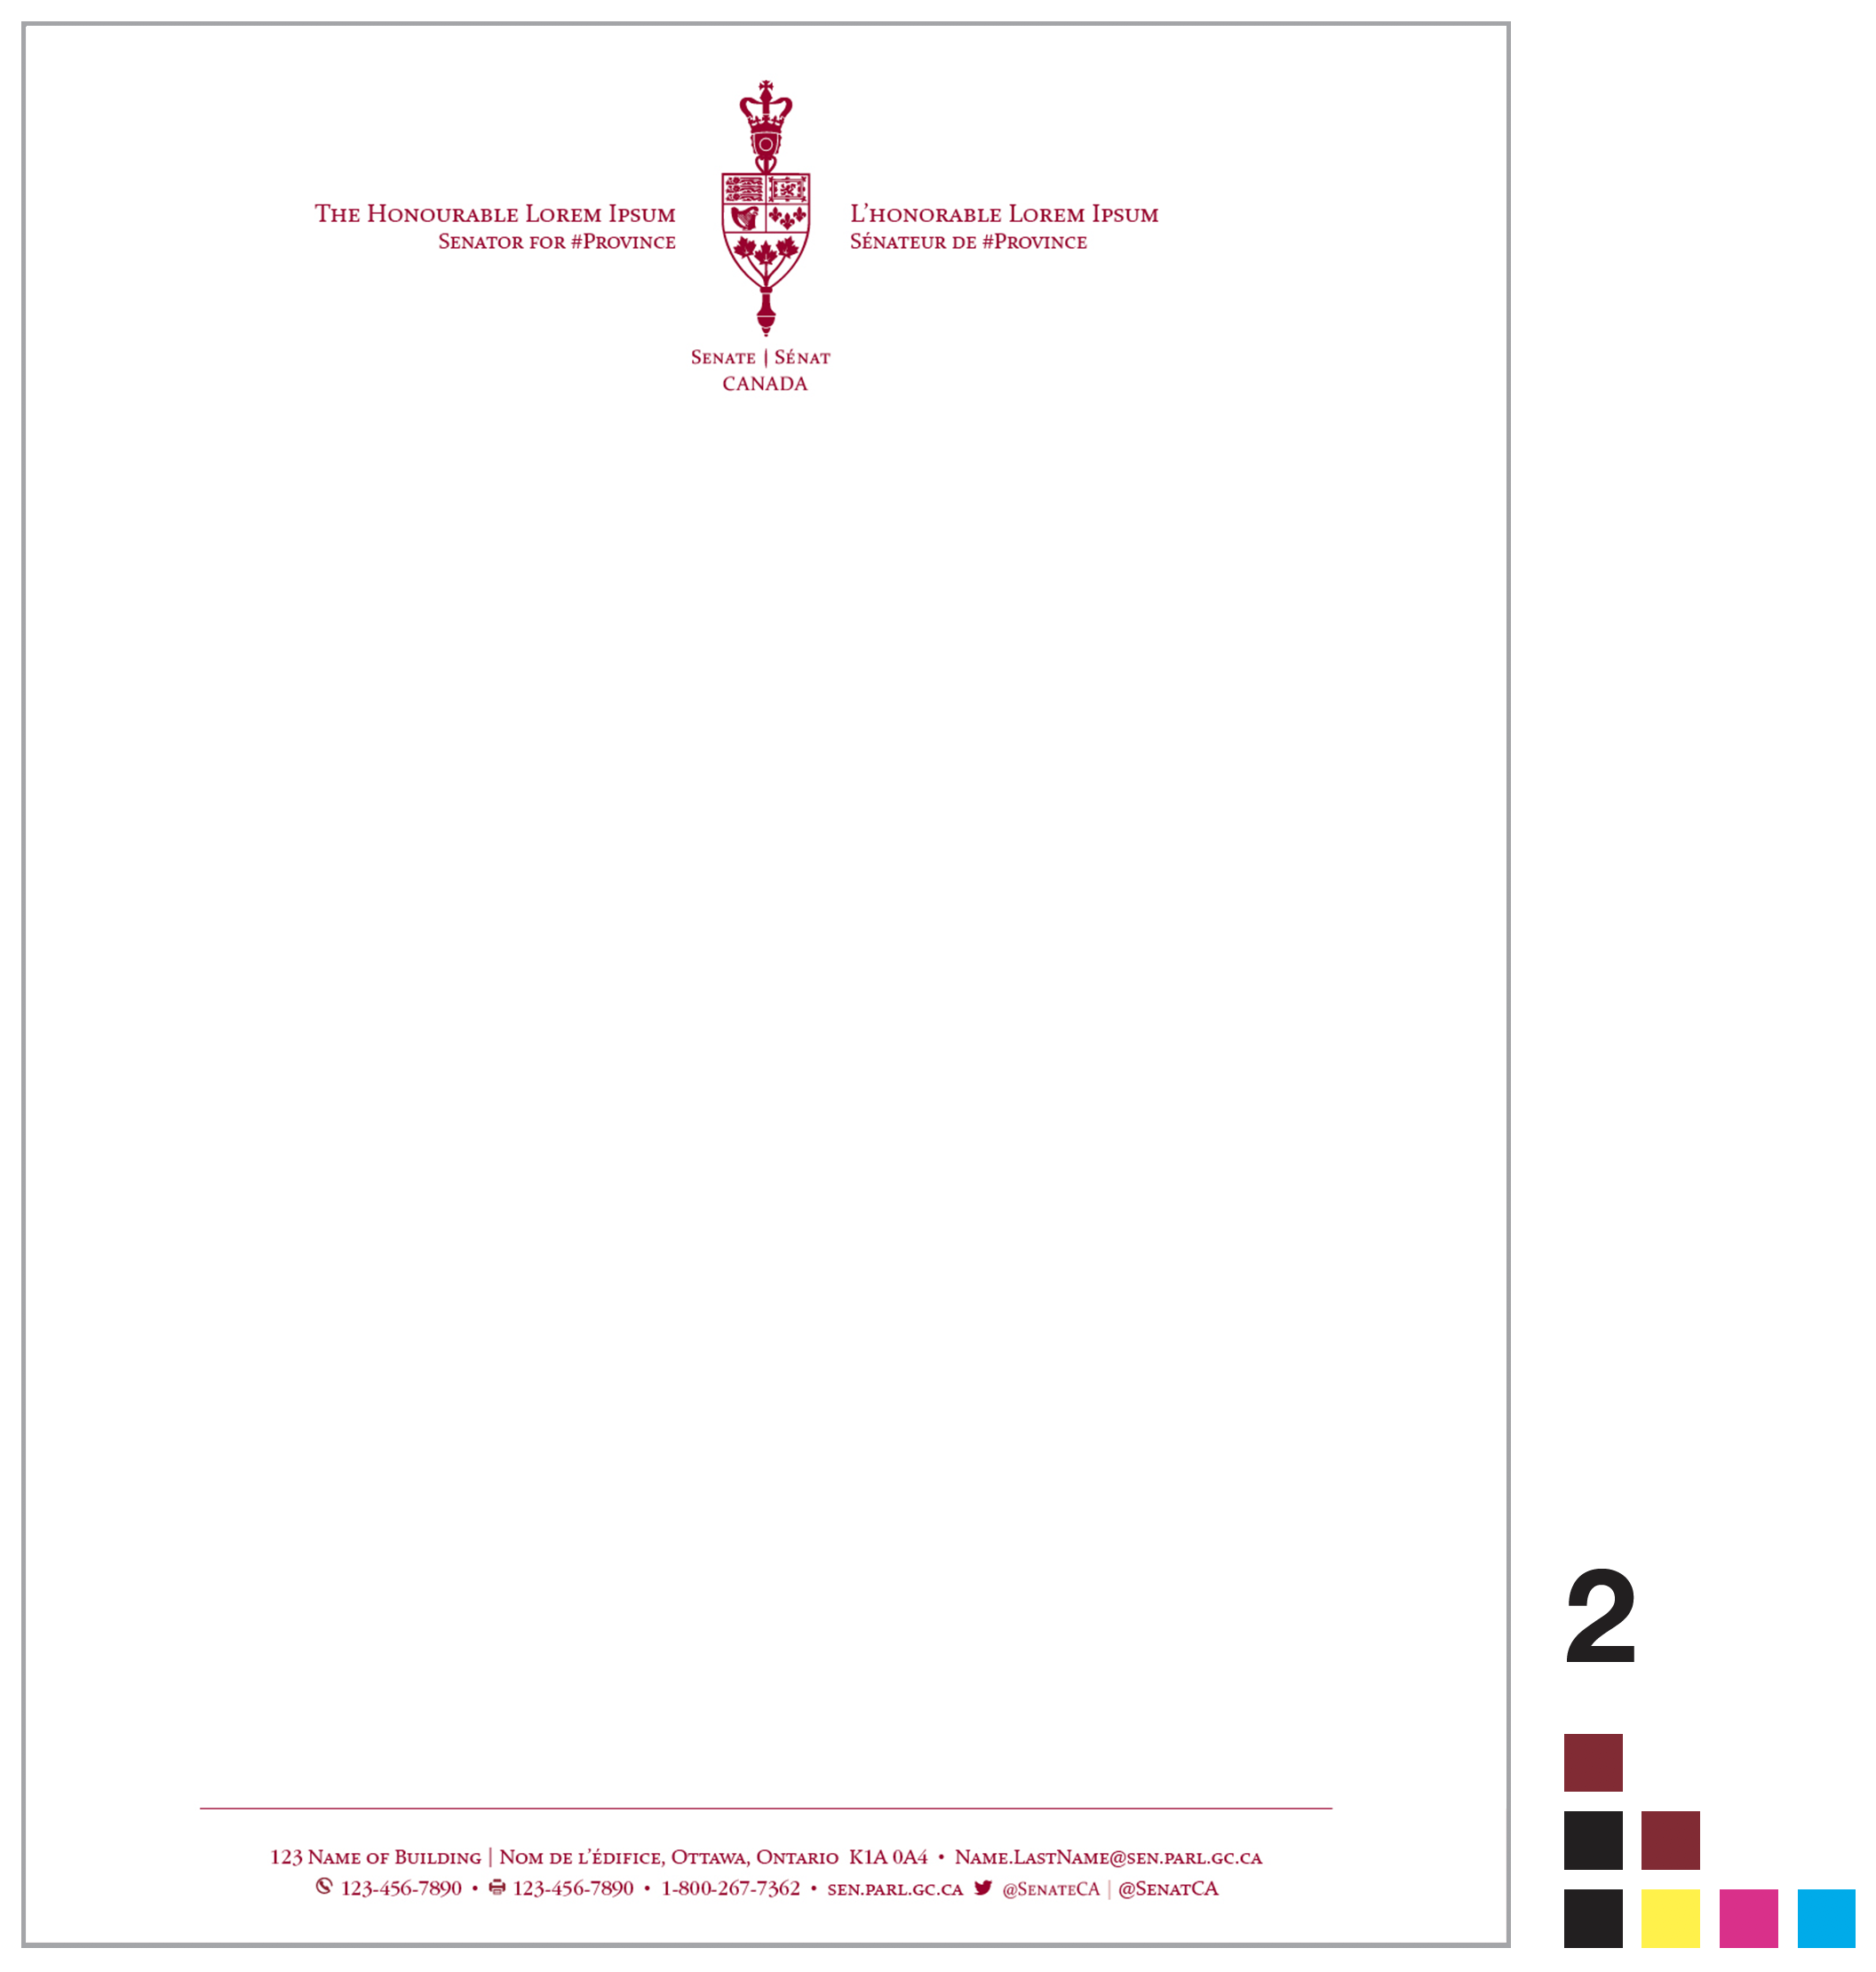 The Honourable Lorem Ipsum
Senator for #Province
L’honorable Lorem Ipsum
Sénateur de #Province
Senate | Sénat
CANADA
2
123 Name of Building | Nom de l’édifice, Ottawa, Ontario K1A 0A4 • Name.LastName@sen.parl.gc.ca
123-456-7890 • 123-456-7890 • 1-800-267-7362 • sen.parl.gc.ca @SenateCA | @SenatCA